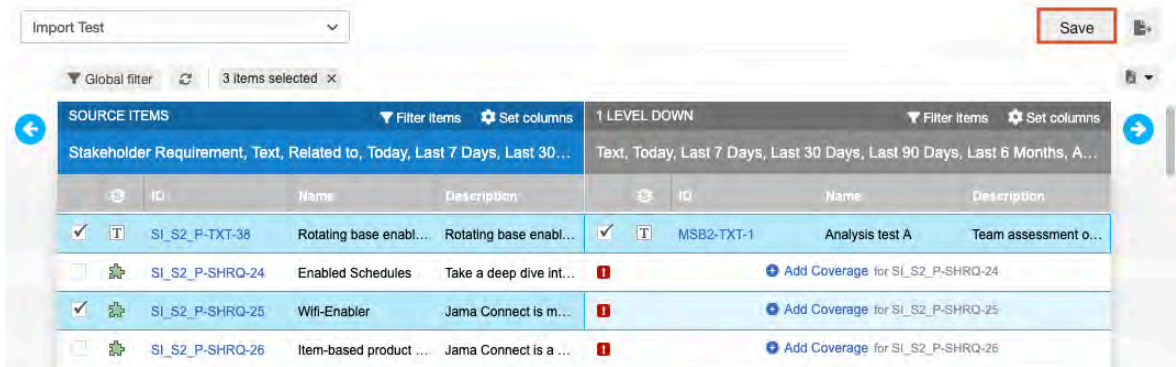 Import Test
Save
Global filter 3 items selected ×
SOURCE ITEMS Filter items Set columns 1 LEVEL DOWN Filter items Set columns
Stakeholder Requirement, Text, Related to, Today, Last 7 Days, Last 30... Text, Today, Last 7 Days, Last 30 Days, Last 90 Days, Last 6 Months, A...
ID Name Description ID Name Description
T SI_S2_P-TXT-38 Rotating base enabl... Rotating base enabl... T MSB2-TXT-1 Analysis test A Team assessment o...
SI_S2_P-SHRQ-24 Enabled Schedules Take a deep dive int... Add Coverage for SI_S2_P-SHRQ-24
SI_S2_P-SHRQ-25 Wifi-Enabler Jama Connect is m... Add Coverage for SI_S2_P-SHRQ-25
SI_S2_P-SHRQ-26 Item-based product ... Jama Connect is a ... Add Coverage for SI_S2_P-SHRQ-26